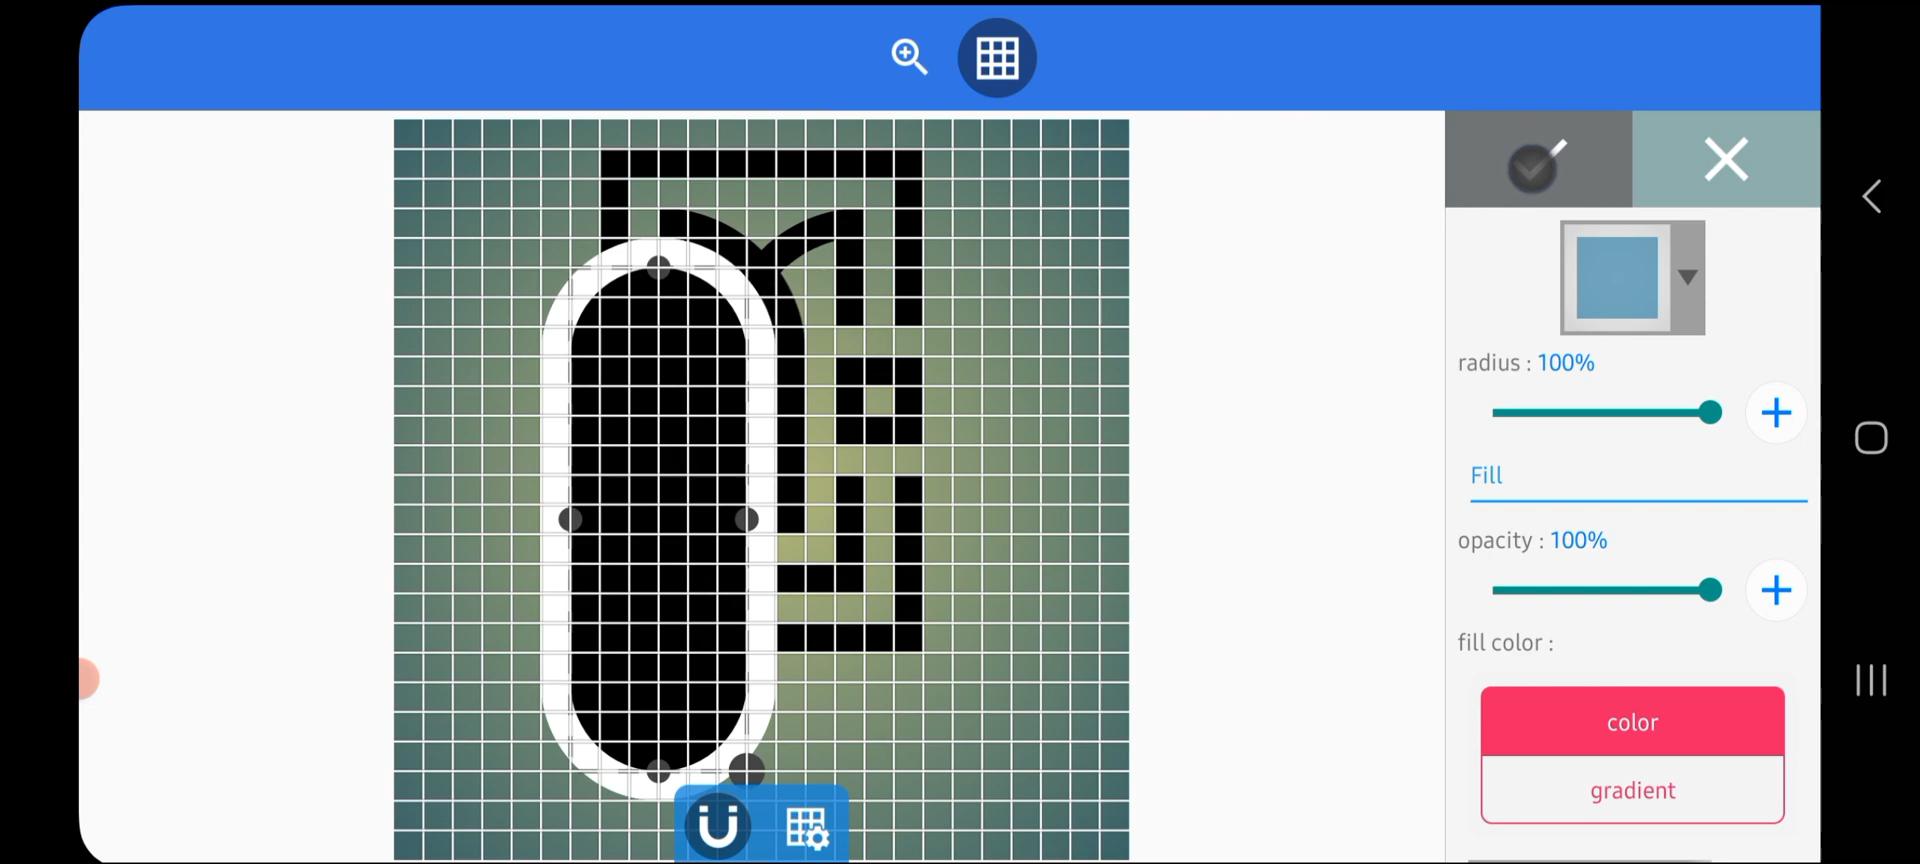 radius : 100%
Fill
opacity : 100%
fill color :
color
gradient